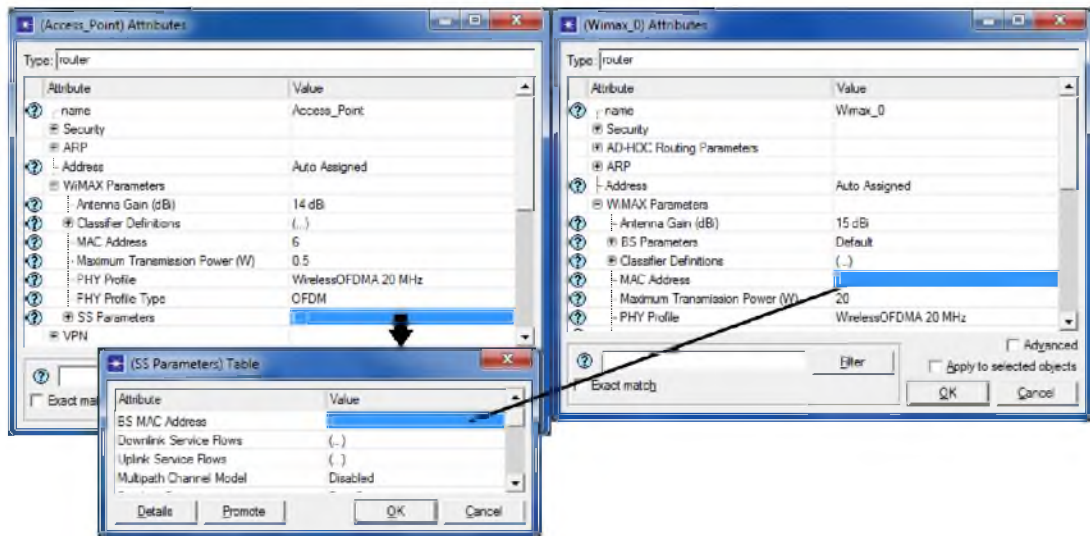 (Access_Point) Attributes
Type: router
Attribute Value
name Access_Point
Security
ARP
Address Auto Assigned
WiMAX Parameters
Antenna Gain (dBi) 14 dBi
Classifier Definitions (...)
MAC Address 6
Maximum Transmission Power (W) 0.5
PHY Profile WirelessOFDMA 20 MHz
PHY Profile Type OFDM
SS Parameters
VPN
Exact
(SS Parameters) Table
Attribute Value
BS MAC Address
Downlink Service Flows (...)
Uplink Service Flows (...)
Multipath Channel Model Disabled
Details Promote OK Cancel
(Wimax_0) Attributes
Type: router
Attribute Value
name Wimax_0
Security
AD-HOC Routing Parameters
ARP
Address Auto Assigned
WiMAX Parameters
Antenna Gain (dBi) 15 dBi
BS Parameters Default
Classifier Definitions (...)
MAC Address
Maximum Transmission Power (W) 20
PHY Profile WirelessOFDMA 20 MHz
Advanced
Filter Apply to selected objects
Exact match OK Cancel